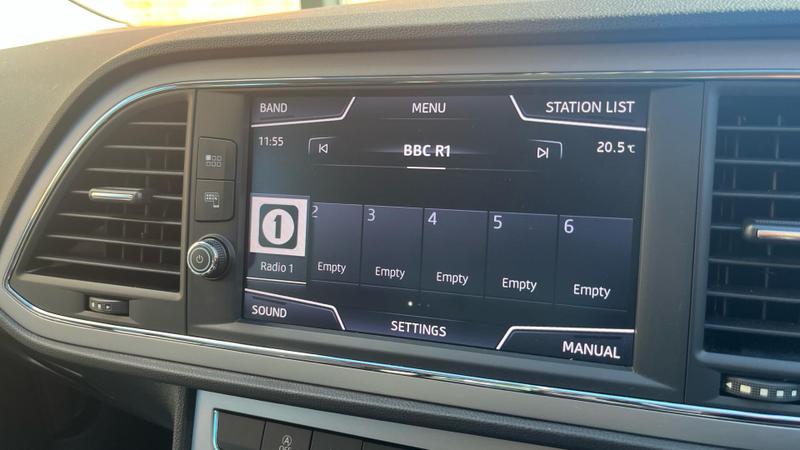 BAND MENU STATION LIST
11:55 BBC R1 20.5°C
1 2 3 4 5 6
Radio 1 Empty Empty Empty Empty Empty
SOUND SETTINGS MANUAL
A OFF